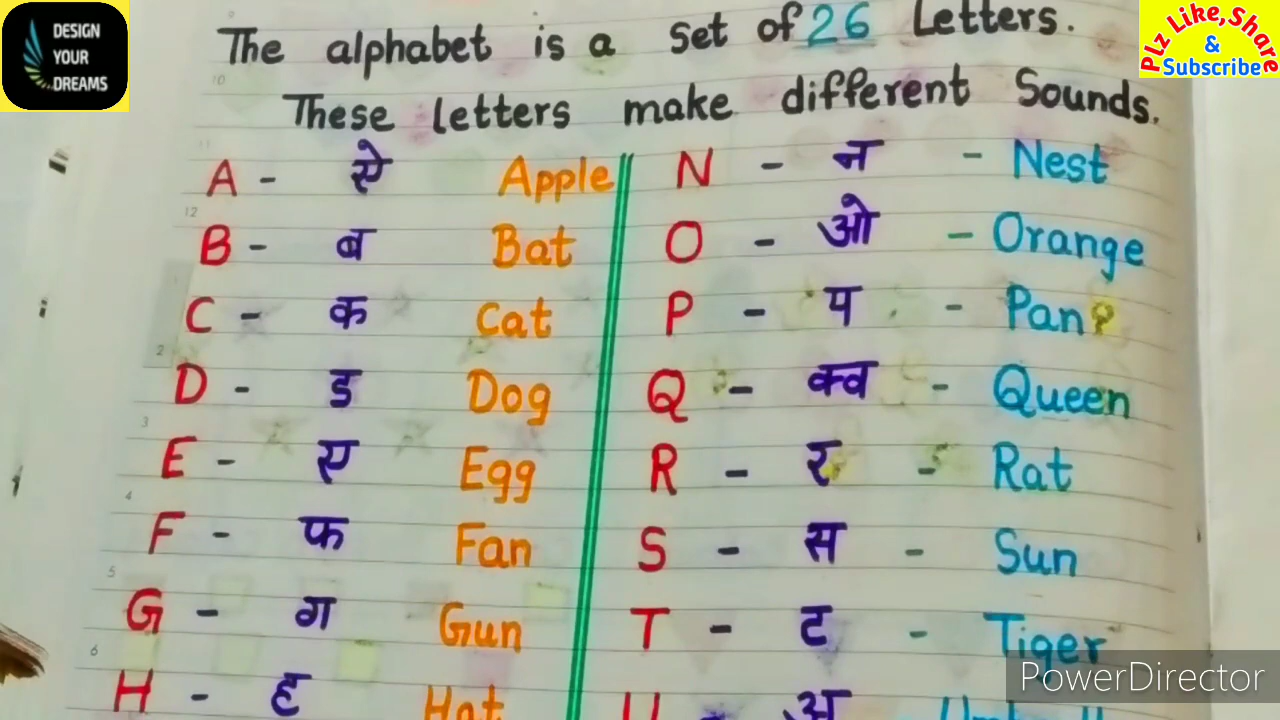 DESIGN
YOUR
DREAMS
Plz Like, Share
&
Subscribe
The alphabet is a set of 26 Letters.
These letters make different Sounds.
A - ऐ Apple
B - ब Bat
C - क Cat
D - ड Dog
E - ए Egg
F - फ Fan
G - ग Gun
H - ह Hat
N - न - Nest
O - ओ - Orange
P - प - Pan
Q - क्व - Queen
R - र - Rat
S - स - Sun
T - ट - Tiger
U - अ
PowerDirector